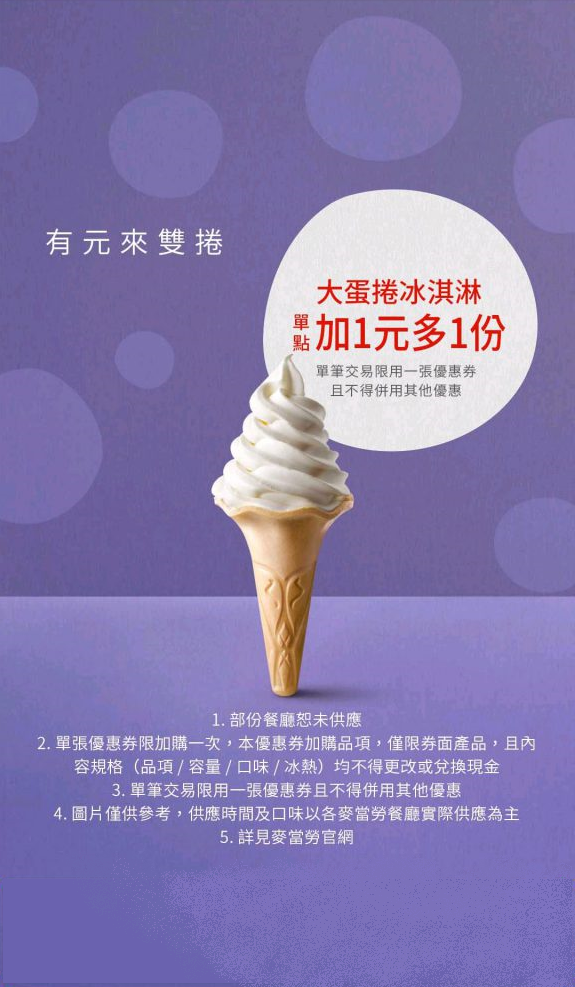 有元來雙捲
大蛋捲冰淇淋
單點 加1元多1份
單筆交易限用一張優惠券
且不得併用其他優惠
1. 部份餐廳恕未供應
2. 單張優惠券限加購一次，本優惠券加購品項，僅限券面產品，且內
容規格（品項 / 容量 / 口味 / 冰熱）均不得更改或兌換現金
3. 單筆交易限用一張優惠券且不得併用其他優惠
4. 圖片僅供參考，供應時間及口味以各麥當勞餐廳實際供應為主
5. 詳見麥當勞官網